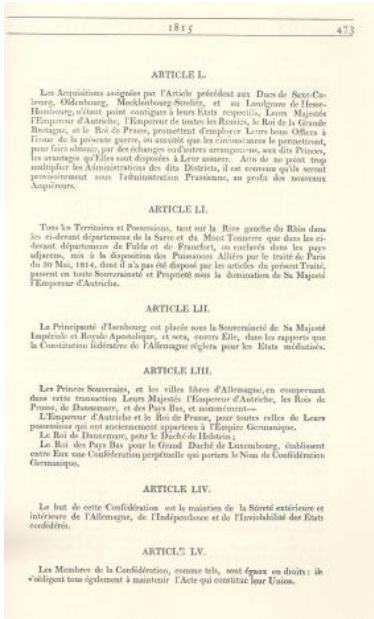 1815
473
ARTICLE L.
Les Acquisitions assignées par l'Article précédent aux Ducs de Saxe-Co-
bourg, Oldenbourg, Mecklenbourg-Strelitz, et au Landgrave de Hesse-
Hombourg, n'étant point contiguës à leurs Etats respectifs, Leurs Majestés
l'Empereur d'Autriche, l'Empereur de toutes les Russies, le Roi de la Grande
Bretagne, et le Roi de Prusse, promettent d'employer Leurs bons Offices à
l'issue de la présente guerre, ou aussitôt que les circonstances le permettront,
pour faire obtenir, par des échanges ou d'autres arrangemens, aux dits Princes,
les avantages qu'Elles sont disposées à Leur assurer. Afin de ne point trop
multiplier les Administrations des dits Districts, il est convenu qu'ils seront
provisoirement sous l'administration Prussienne, au profit des nouveaux
Acquéreurs.
ARTICLE LI.
Tous les Territoires et Possessions, tant sur la Rive gauche du Rhin dans
les ci-devant départemens de la Sarre et du Mont Tonnerre que dans les ci-
devant départemens de Fulde et de Francfort, ou enclavés dans les pays
adjacens, mis à la disposition des Puissances Alliées par le traité de Paris
du 30 Mai, 1814, dont il n'a pas été disposé par les articles du présent Traité,
passent en toute Souveraineté et Proprieté sous la domination de Sa Majesté
l'Empereur d'Autriche.
ARTICLE LII.
La Principauté d'Isenbourg est placée sous la Souveraineté de Sa Majesté
Impériale et Royale Apostolique, et sera, envers Elle, dans les rapports que
la Constitution fédérative de l'Allemagne réglera pour les Etats médiatisés.
ARTICLE LIII.
Les Princes Souverains, et les villes libres d'Allemagne, en comprenant
dans cette transaction Leurs Majestés l'Empereur d'Autriche, les Rois de
Prusse, de Dannemarc, et des Pays Bas, et nommément—
L'Empereur d'Autriche et le Roi de Prusse, pour toutes celles de Leurs
possessions qui ont anciennement appartenu à l'Empire Germanique.
Le Roi de Dannemarc, pour le Duché de Holstein;
Le Roi des Pays Bas pour le Grand Duché de Luxembourg, établissent
entre Eux une Conféderation perpétuelle qui portera le Nom de Confédération
Germanique.
ARTICLE LIV.
Le but de cette Confédération est le maintien de la Sûreté extérieure et
intérieure de l'Allemagne, de l'Indépendance et de l'Inviolabilité des Etats
confédérés.
ARTICLE LV.
Les Membres de la Confédération, comme tels, sont égaux en droits: ils
s'obligent tous également à maintenir l'Acte qui constitue leur Union.